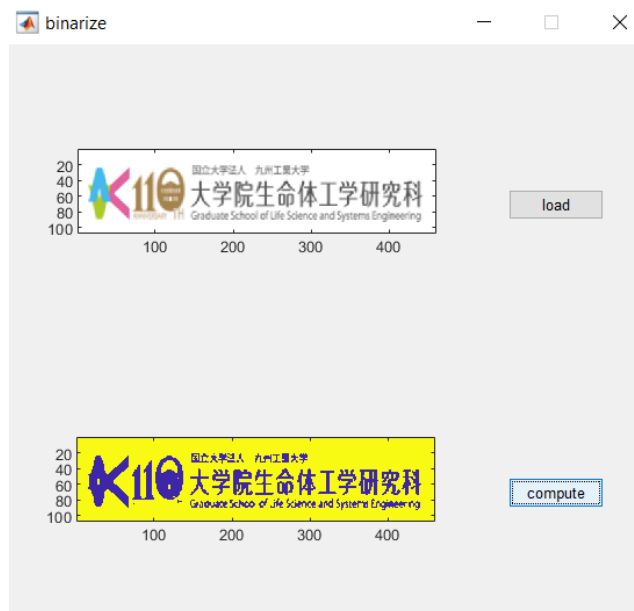 binarize
20
40
60
80
100
110
ANNIVERSARY TH
国立大学法人 九州工業大学
大学院生命体工学研究科
Graduate School of Life Science and Systems Engineering
100 200 300 400
load
20
40
60
80
100
110
国立大学法人 九州工業大学
大学院生命体工学研究科
Graduate School of Life Science and Systems Engineering
100 200 300 400
compute